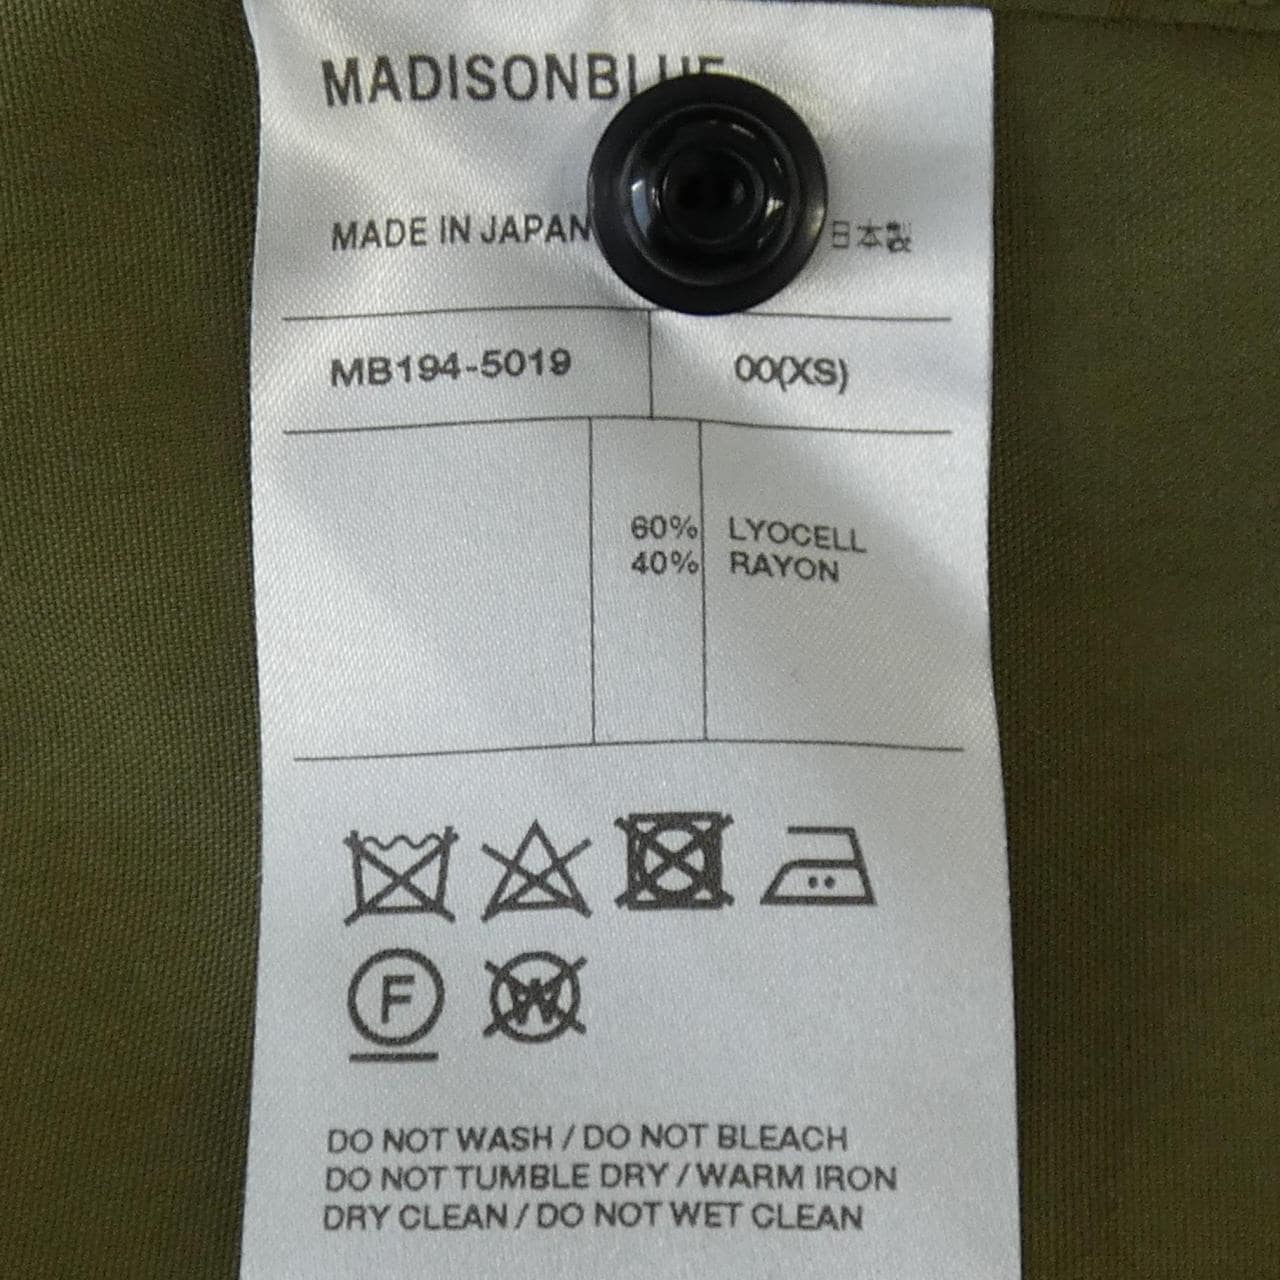 MADISONBLUE
MADE IN JAPAN 日本製
MB194-5019 00(XS)
60% LYOCELL
40% RAYON
F
W
DO NOT WASH / DO NOT BLEACH
DO NOT TUMBLE DRY / WARM IRON
DRY CLEAN / DO NOT WET CLEAN